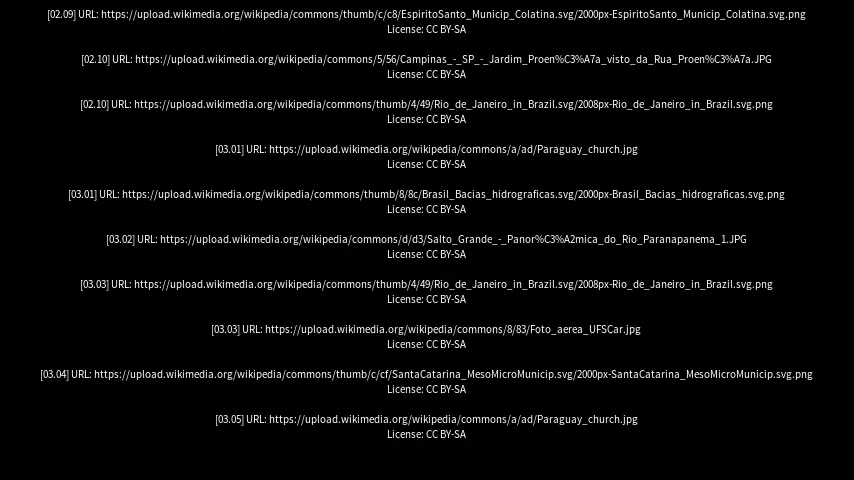 [02.09] URL: https://upload.wikimedia.org/wikipedia/commons/thumb/c/c8/EspiritoSanto_Municip_Colatina.svg/2000px-EspiritoSanto_Municip_Colatina.svg.png
License: CC BY-SA
[02.10] URL: https://upload.wikimedia.org/wikipedia/commons/5/56/Campinas_-_SP_-_Jardim_Proen%C3%A7a_visto_da_Rua_Proen%C3%A7a.JPG
License: CC BY-SA
[02.10] URL: https://upload.wikimedia.org/wikipedia/commons/thumb/4/49/Rio_de_Janeiro_in_Brazil.svg/2008px-Rio_de_Janeiro_in_Brazil.svg.png
License: CC BY-SA
[03.01] URL: https://upload.wikimedia.org/wikipedia/commons/a/ad/Paraguay_church.jpg
License: CC BY-SA
[03.01] URL: https://upload.wikimedia.org/wikipedia/commons/thumb/8/8c/Brasil_Bacias_hidrograficas.svg/2000px-Brasil_Bacias_hidrograficas.svg.png
License: CC BY-SA
[03.02] URL: https://upload.wikimedia.org/wikipedia/commons/d/d3/Salto_Grande_-_Panor%C3%A2mica_do_Rio_Paranapanema_1.JPG
License: CC BY-SA
[03.03] URL: https://upload.wikimedia.org/wikipedia/commons/thumb/4/49/Rio_de_Janeiro_in_Brazil.svg/2008px-Rio_de_Janeiro_in_Brazil.svg.png
License: CC BY-SA
[03.03] URL: https://upload.wikimedia.org/wikipedia/commons/8/83/Foto_aerea_UFSCar.jpg
License: CC BY-SA
[03.04] URL: https://upload.wikimedia.org/wikipedia/commons/thumb/c/cf/SantaCatarina_MesoMicroMunicip.svg/2000px-SantaCatarina_MesoMicroMunicip.svg.png
License: CC BY-SA
[03.05] URL: https://upload.wikimedia.org/wikipedia/commons/a/ad/Paraguay_church.jpg
License: CC BY-SA